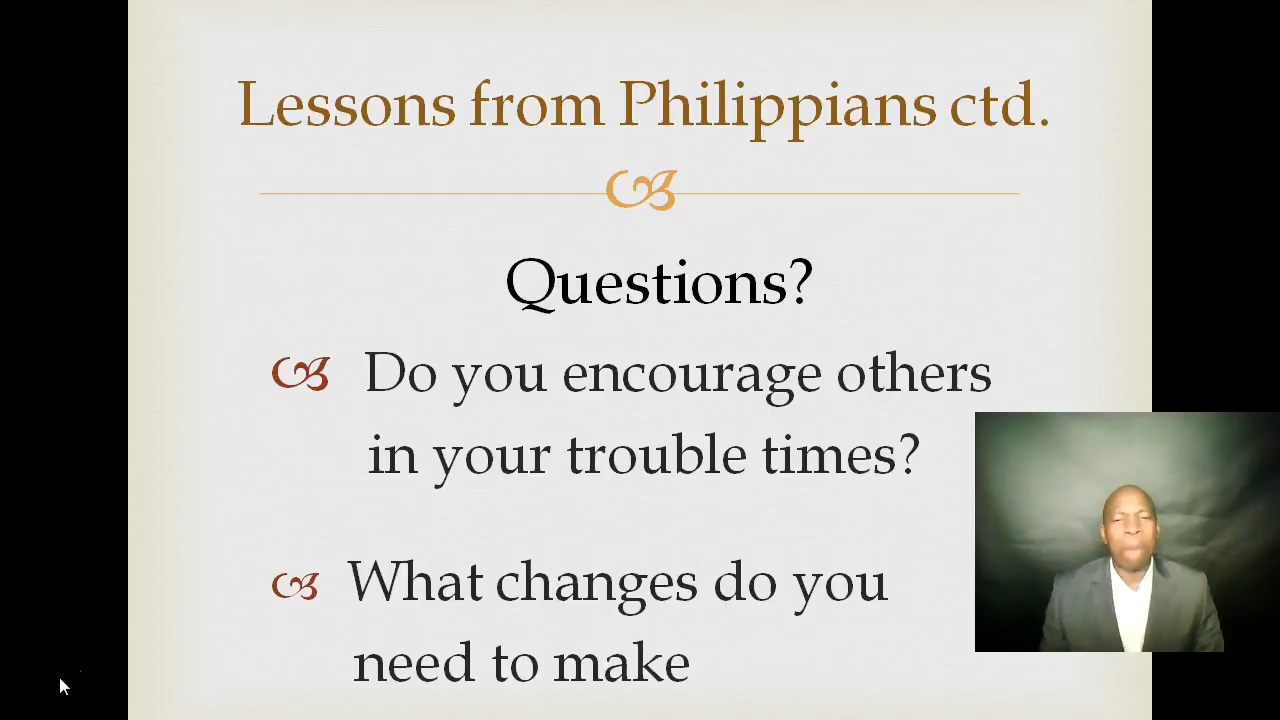 Lessons from Philippians ctd.
Questions?
Do you encourage others
in your trouble times?
What changes do you
need to make